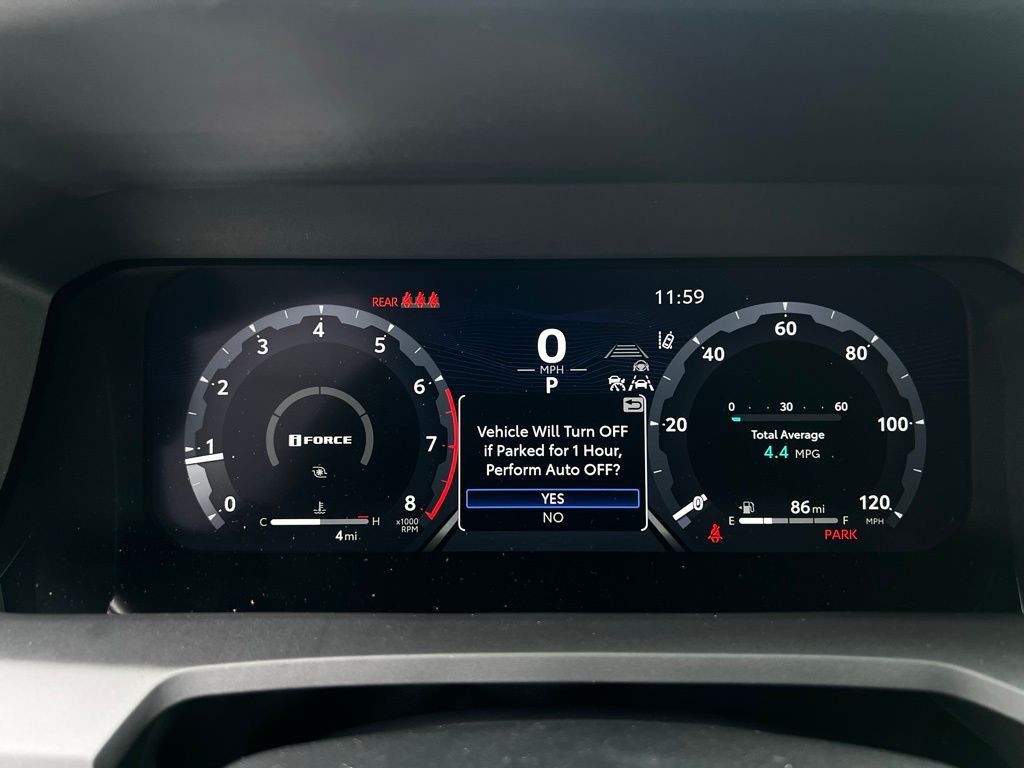 REAR
11:59
0
MPH
P
0
1
2
3
4
5
6
7
8
x1000
RPM
iFORCE
C
H
4 mi
Vehicle Will Turn OFF
if Parked for 1 Hour,
Perform Auto OFF?
YES
NO
0
20
40
60
80
100
120
MPH
0 30 60
Total Average
4.4 MPG
86 mi
E
F
PARK